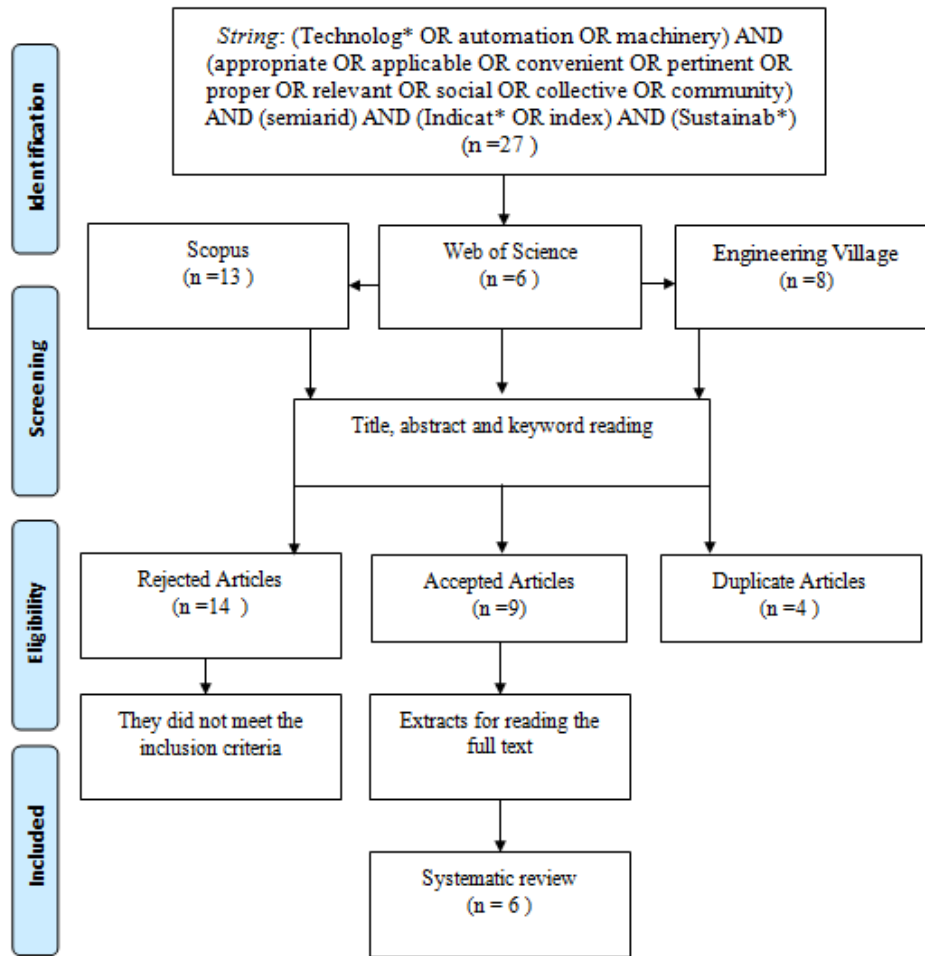 Identification
String: (Technolog* OR automation OR machinery) AND
(appropriate OR applicable OR convenient OR pertinent OR
proper OR relevant OR social OR collective OR community)
AND (semiarid) AND (Indicat* OR index) AND (Sustainab*)
(n =27 )
Scopus
(n =13 )
Web of Science
(n =6 )
Engineering Village
(n =8)
Screening
Title, abstract and keyword reading
Eligibility
Rejected Articles
(n =14 )
Accepted Articles
(n =9)
Duplicate Articles
(n =4 )
They did not meet the
inclusion criteria
Extracts for reading the
full text
Included
Systematic review
(n = 6 )